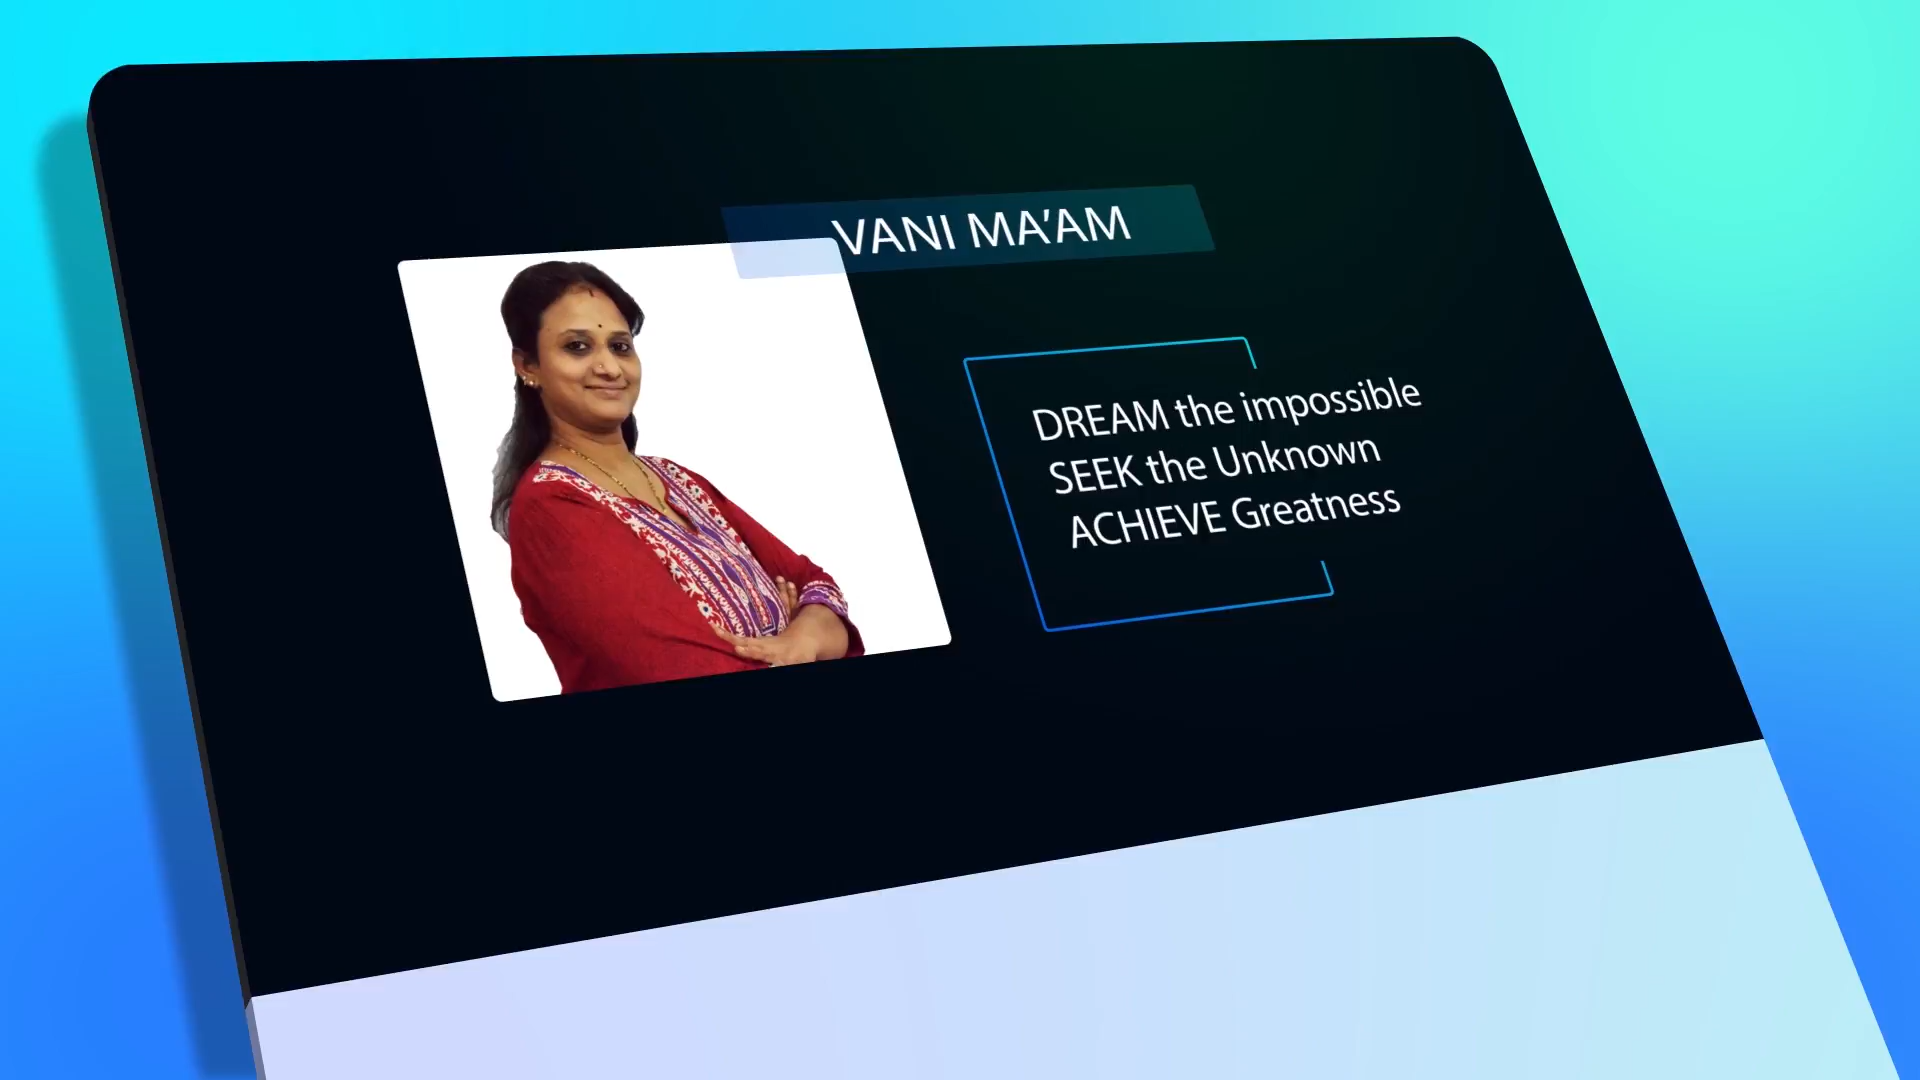 VANI MA’AM
DREAM the impossible
SEEK the Unknown
ACHIEVE Greatness